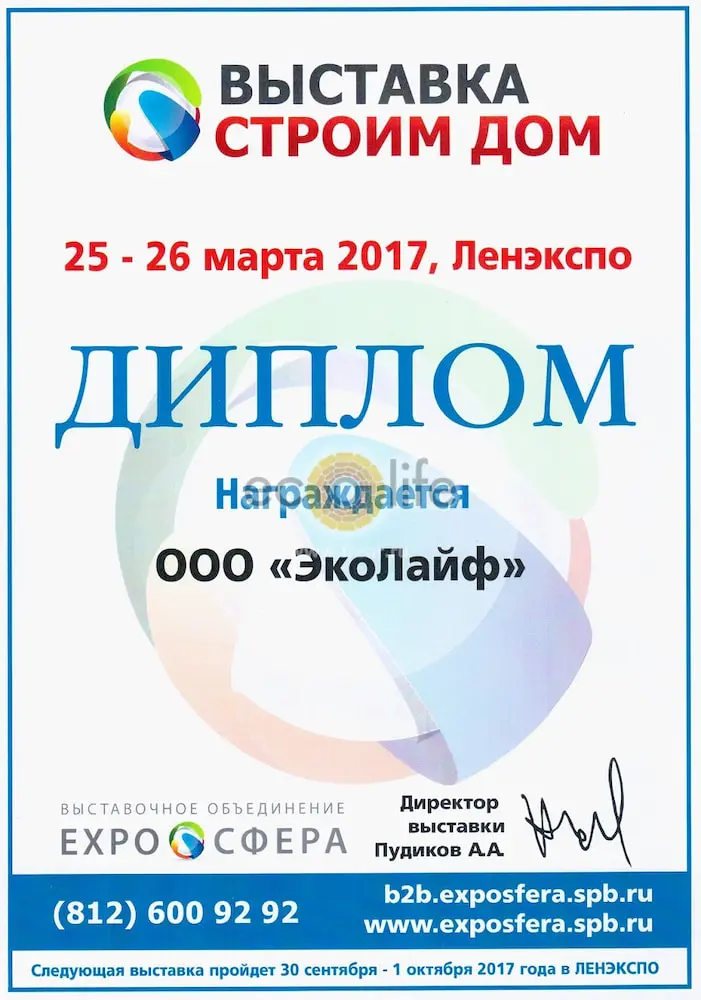 ВЫСТАВКА
СТРОИМ ДОМ
25 - 26 марта 2017, Ленэкспо
ДИПЛОМ
eco life
Награждается
ООО «ЭкоЛайф»
ВЫСТАВОЧНОЕ ОБЪЕДИНЕНИЕ
EXPO СФЕРА
Директор
выставки
Пудиков А.А.
(812) 600 92 92
b2b.exposfera.spb.ru
www.exposfera.spb.ru
Следующая выставка пройдет 30 сентября - 1 октября 2017 года в ЛЕНЭКСПО